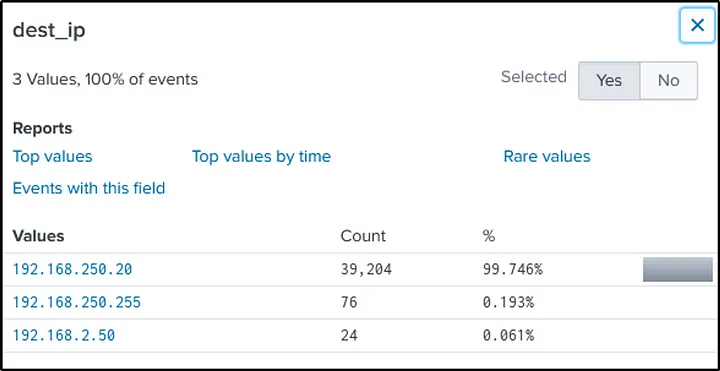 dest_ip
3 Values, 100% of events
Selected Yes No
Reports
Top values Top values by time Rare values
Events with this field
Values Count %
192.168.250.20 39,204 99.746%
192.168.250.255 76 0.193%
192.168.2.50 24 0.061%